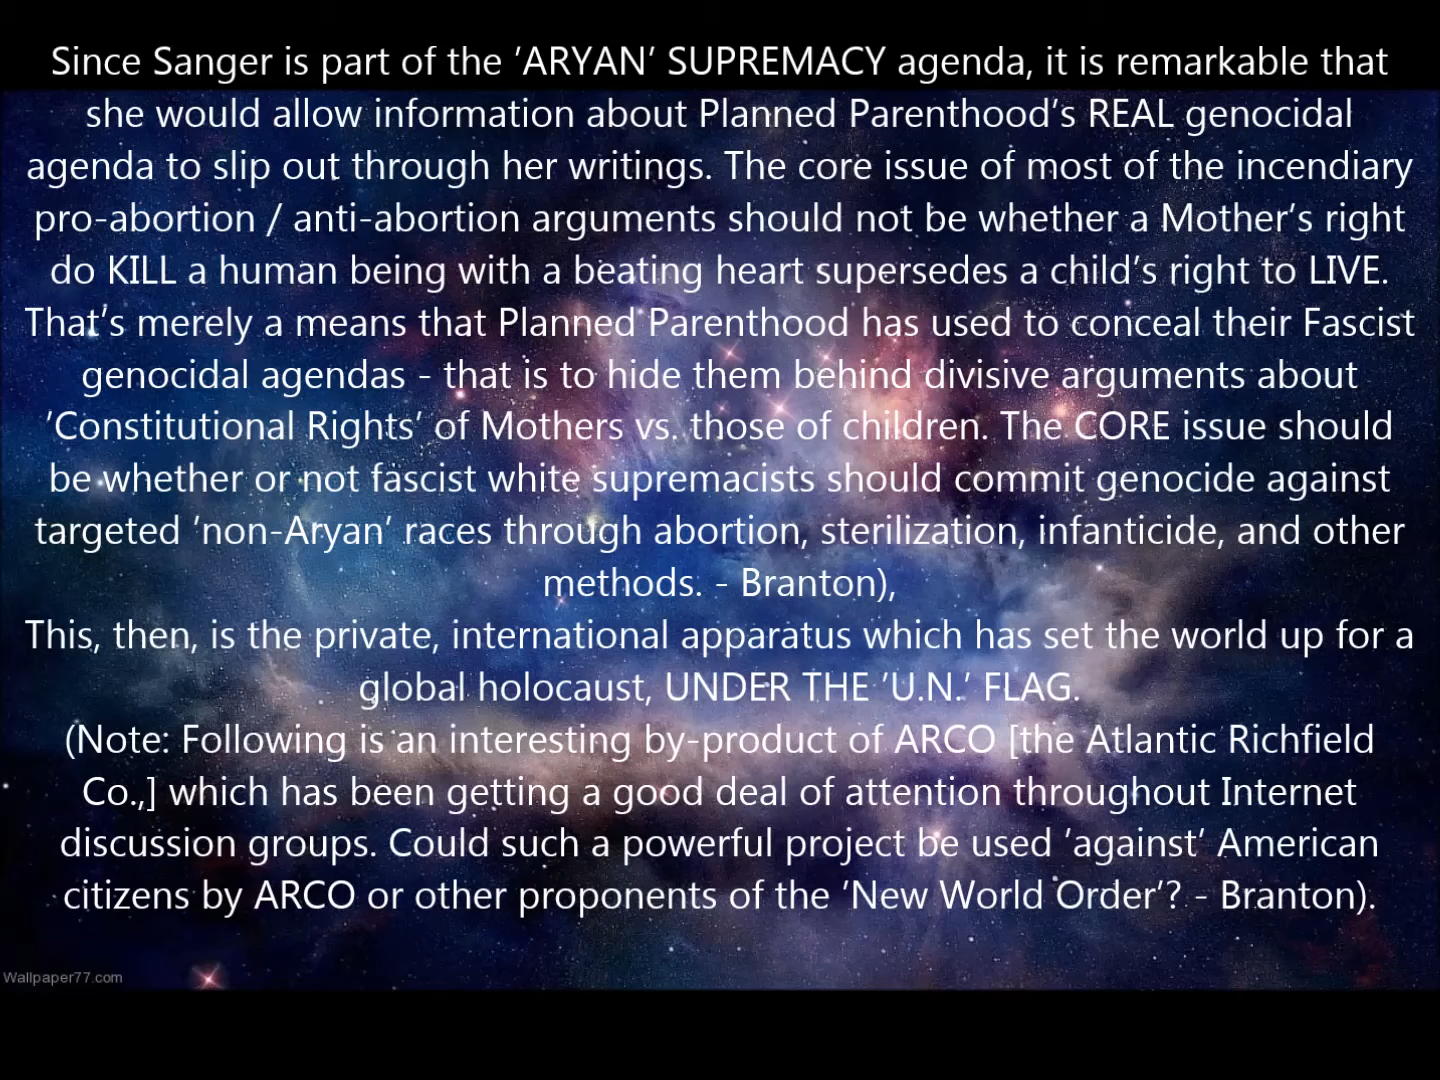 Since Sanger is part of the 'ARYAN' SUPREMACY agenda, it is remarkable that
she would allow information about Planned Parenthood's REAL genocidal
agenda to slip out through her writings. The core issue of most of the incendiary
pro-abortion / anti-abortion arguments should not be whether a Mother's right
do KILL a human being with a beating heart supersedes a child's right to LIVE.
That's merely a means that Planned Parenthood has used to conceal their Fascist
genocidal agendas - that is to hide them behind divisive arguments about
'Constitutional Rights' of Mothers vs. those of children. The CORE issue should
be whether or not fascist white supremacists should commit genocide against
targeted 'non-Aryan' races through abortion, sterilization, infanticide, and other
methods. - Branton),
This, then, is the private, international apparatus which has set the world up for a
global holocaust, UNDER THE 'U.N.' FLAG.
(Note: Following is an interesting by-product of ARCO [the Atlantic Richfield
Co.,] which has been getting a good deal of attention throughout Internet
discussion groups. Could such a powerful project be used 'against' American
citizens by ARCO or other proponents of the 'New World Order'? - Branton).
Wallpaper77.com